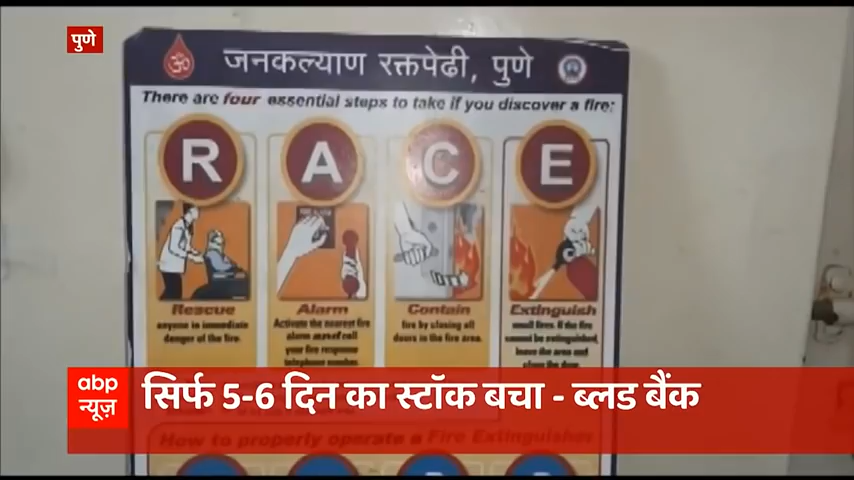 पुणे
ॐ
जनकल्याण रक्तपेढी, पुणे
There are four essential steps to take if you discover a fire:
R A C E
Rescue
anyone in immediate
danger of the fire.
Alarm
Activate the nearest fire
alarm and call
your fire response
telephone number.
Contain
fire by closing all
doors in the fire area.
Extinguish
small fires. If the fire
cannot be extinguished,
leave the area and
close the door.
abp
न्यूज़
सिर्फ 5-6 दिन का स्टॉक बचा - ब्लड बैंक
How to properly operate a Fire Extinguisher